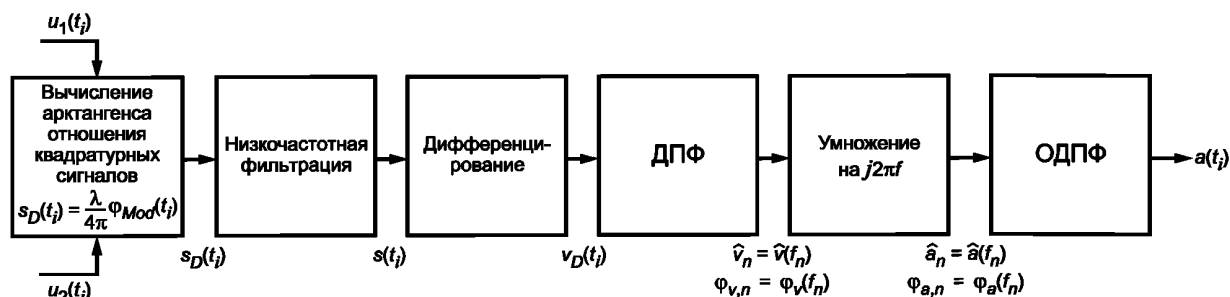 u₁(tᵢ)
Вычисление
арктангенса
отношения
квадратурных
сигналов
s_D(tᵢ) = λ/4π φ_Mod(tᵢ)
u₂(tᵢ)
s_D(tᵢ)
Низкочастотная
фильтрация
s(tᵢ)
Дифференци-
рование
v_D(tᵢ)
ДПФ
v̂ₙ = v̂(fₙ)
φ_v,n = φ_v(fₙ)
Умножение
на j2πf
âₙ = â(fₙ)
φ_a,n = φ_a(fₙ)
ОДПФ
a(tᵢ)